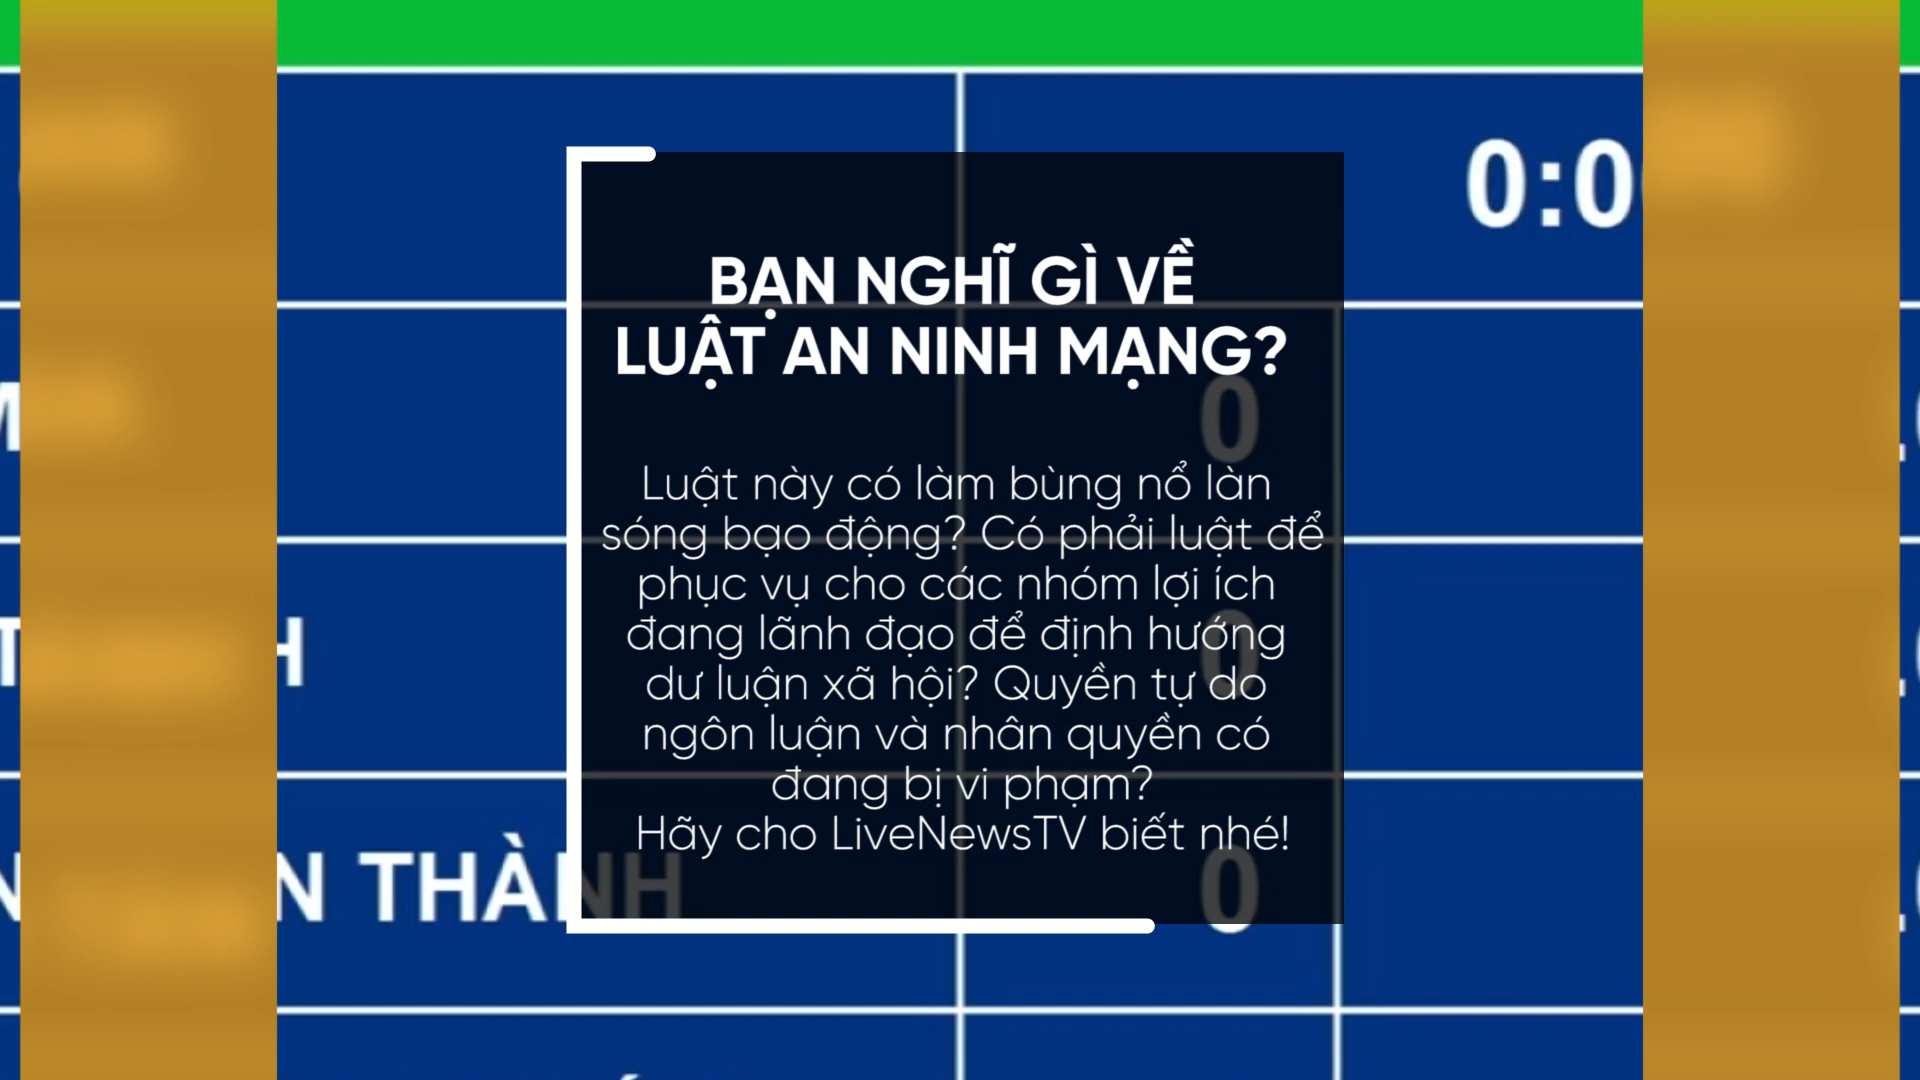 0:0
BẠN NGHĨ GÌ VỀ
LUẬT AN NINH MẠNG?
0
Luật này có làm bùng nổ làn
sóng bạo động? Có phải luật để
phục vụ cho các nhóm lợi ích
đang lãnh đạo để định hướng
dư luận xã hội? Quyền tự do
ngôn luận và nhân quyền có
đang bị vi phạm?
Hãy cho LiveNewsTV biết nhé!
H
0
N THÀNH
0